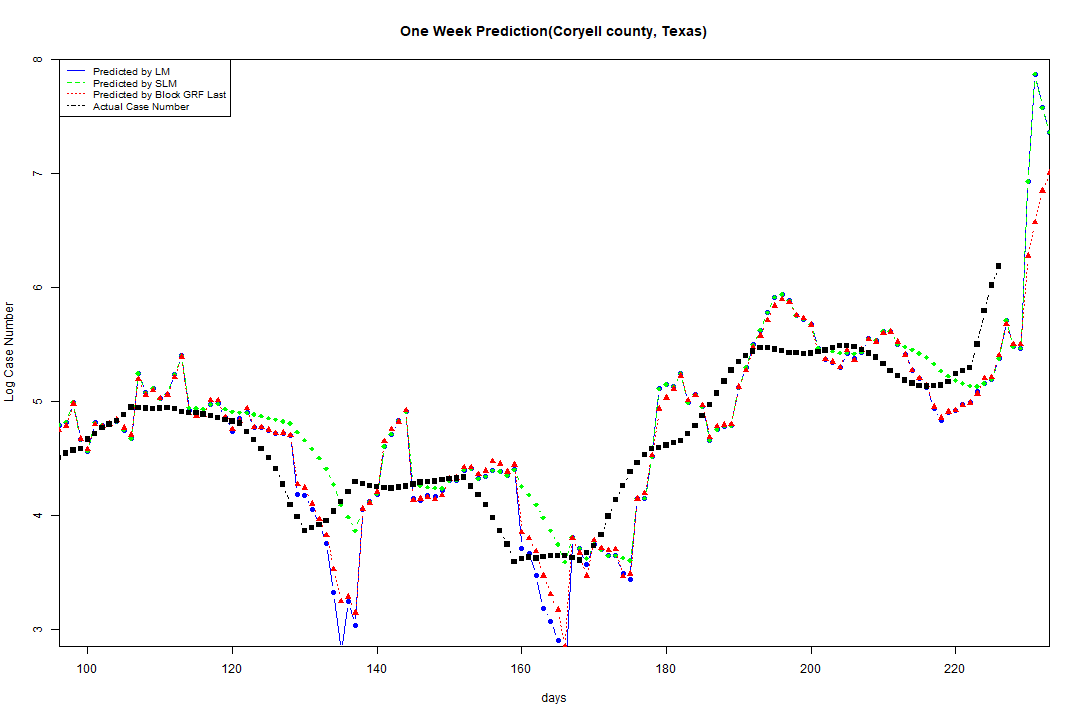 One Week Prediction(Coryell county, Texas)
Predicted by LM
Predicted by SLM
Predicted by Block GRF Last
Actual Case Number
8
7
6
5
4
3
Log Case Number
100 120 140 160 180 200 220
days